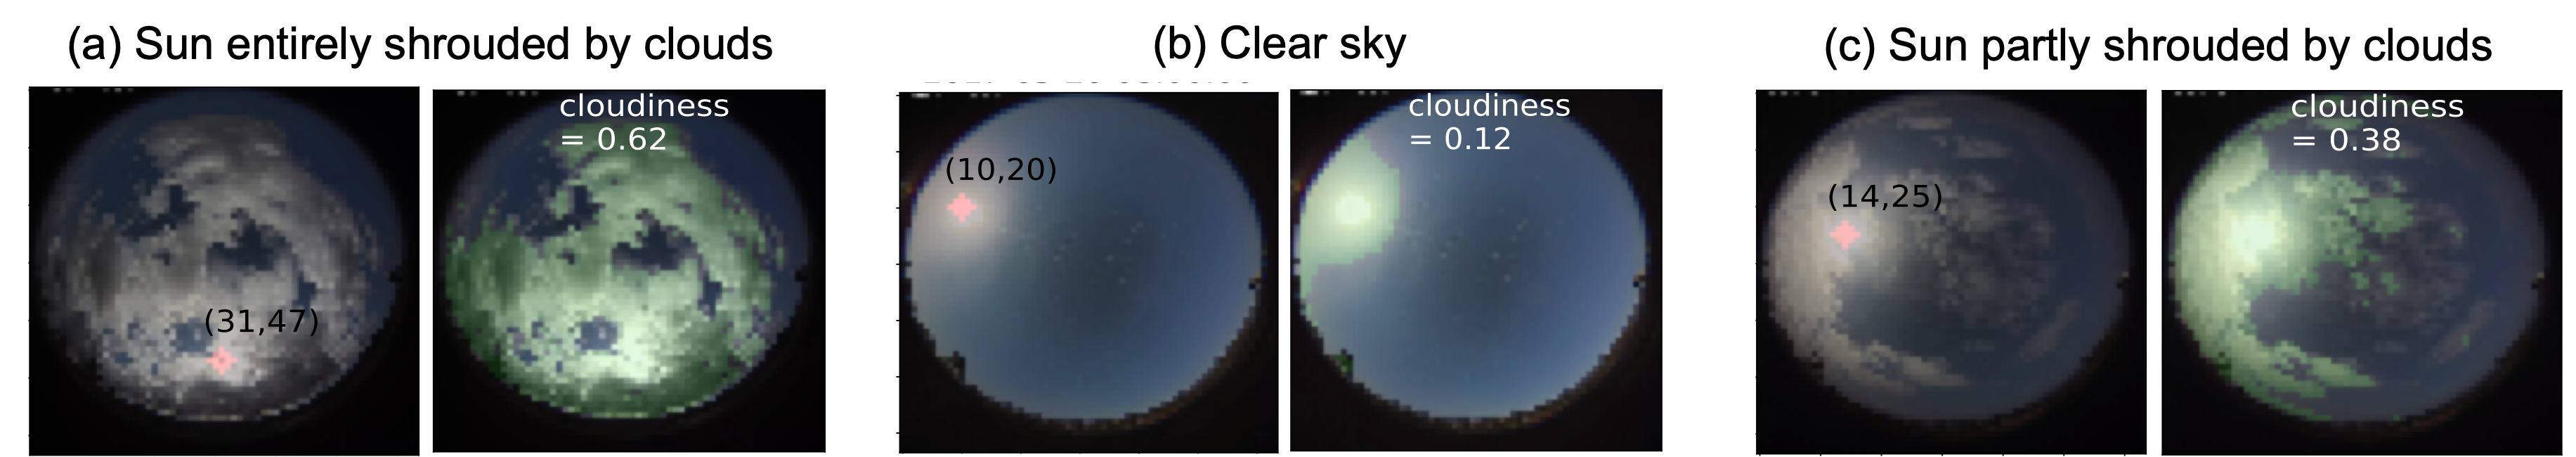 (a) Sun entirely shrouded by clouds
(b) Clear sky
(c) Sun partly shrouded by clouds
cloudiness
= 0.62
(31,47)
cloudiness
= 0.12
(10,20)
cloudiness
= 0.38
(14,25)